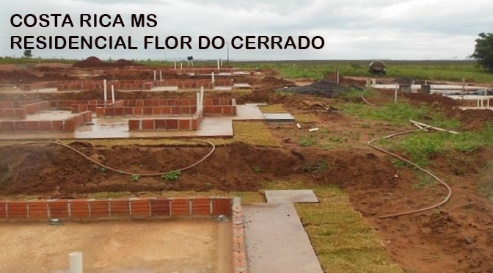 COSTA RICA MS
RESIDENCIAL FLOR DO CERRADO